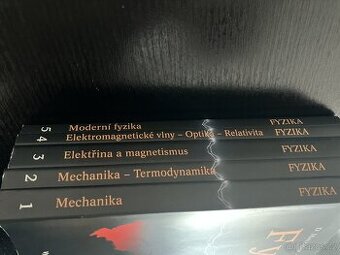 5 Moderní fyzika FYZIKA
4 Elektromagnetické vlny – Optika – Relativita FYZIKA
3 Elektřina a magnetismus FYZIKA
2 Mechanika – Termodynamika FYZIKA
1 Mechanika FYZIKA